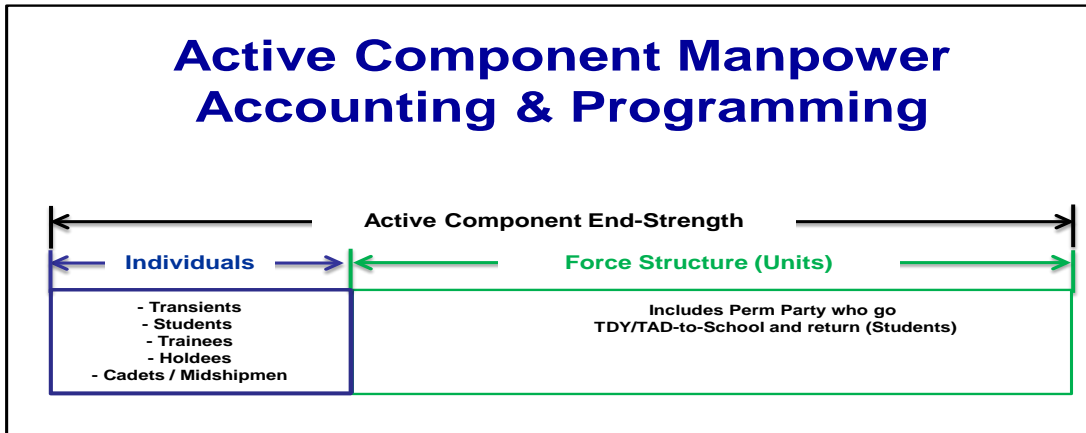 Active Component Manpower
Accounting & Programming
Active Component End-Strength
Individuals
Force Structure (Units)
- Transients
- Students
- Trainees
- Holdees
- Cadets / Midshipmen
Includes Perm Party who go
TDY/TAD-to-School and return (Students)